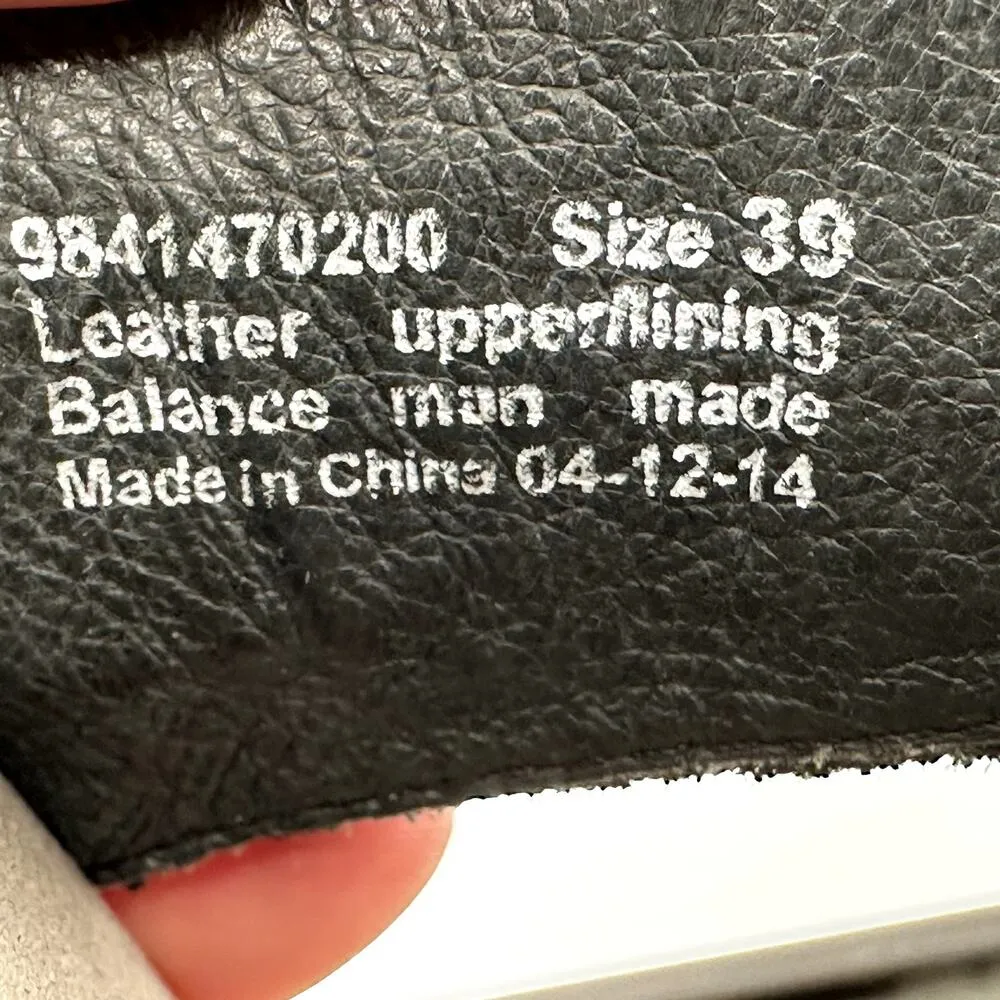 9841470200 Size 39
Leather upper/lining
Balance man made
Made in China 04-12-14